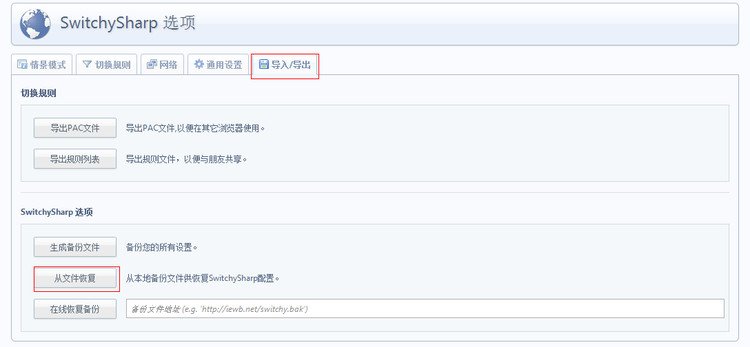 SwitchySharp 选项
情景模式 切换规则 网络 通用设置 导入/导出
切换规则
导出PAC文件 导出PAC文件,以便在其它浏览器使用。
导出规则列表 导出规则文件，以便与朋友共享。
SwitchySharp 选项
生成备份文件 备份您的所有设置。
从文件恢复 从本地备份文件供恢复SwitchySharp配置。
在线恢复备份 备份文件地址 (e.g. 'http://iewb.net/switchy.bak')